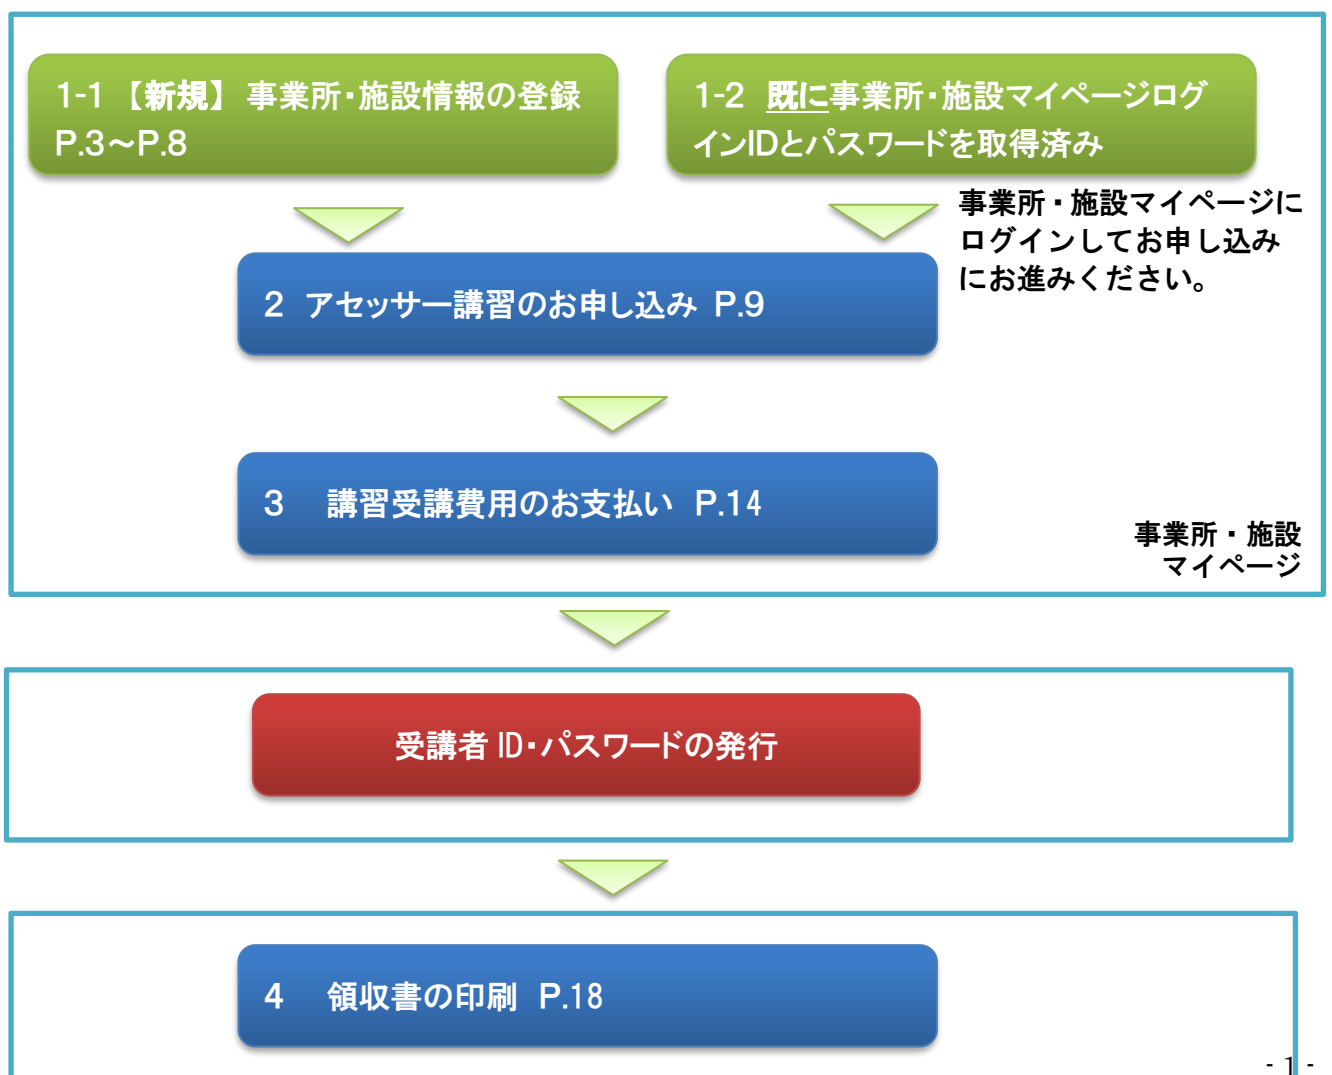 1-1 【新規】 事業所・施設情報の登録
P.3～P.8
1-2 既に事業所・施設マイページログ
インIDとパスワードを取得済み
事業所・施設マイページに
ログインしてお申し込み
にお進みください。
2 アセッサー講習のお申し込み P.9
3 講習受講費用のお支払い P.14
事業所・施設
マイページ
受講者 ID・パスワードの発行
4 領収書の印刷 P.18
- 1 -